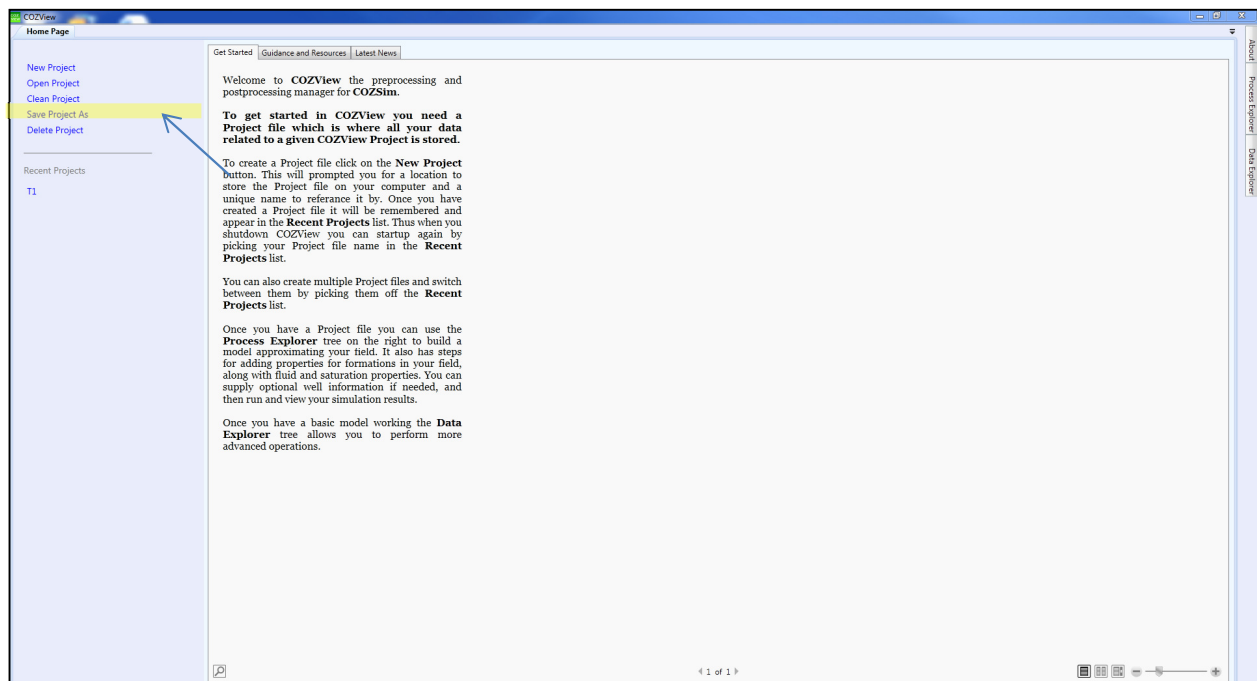 COZView
Home Page
New Project
Open Project
Clean Project
Save Project As
Delete Project
Recent Projects
T1
Get Started
Guidance and Resources
Latest News
Welcome to COZView the preprocessing and
postprocessing manager for COZSim.
To get started in COZView you need a
Project file which is where all your data
related to a given COZView Project is stored.
To create a Project file click on the New Project
button. This will prompted you for a location to
store the Project file on your computer and a
unique name to referance it by. Once you have
created a Project file it will be remembered and
appear in the Recent Projects list. Thus when you
shutdown COZView you can startup again by
picking your Project file name in the Recent
Projects list.
You can also create multiple Project files and switch
between them by picking them off the Recent
Projects list.
Once you have a Project file you can use the
Process Explorer tree on the right to build a
model approximating your field. It also has steps
for adding properties for formations in your field,
along with fluid and saturation properties. You can
supply optional well information if needed, and
then run and view your simulation results.
Once you have a basic model working the Data
Explorer tree allows you to perform more
advanced operations.
1 of 1
About
Process Explorer
Data Explorer